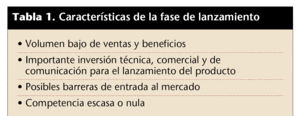 Tabla 1. Características de la fase de lanzamiento
• Volumen bajo de ventas y beneficios
• Importante inversión técnica, comercial y de
comunicación para el lanzamiento del producto
• Posibles barreras de entrada al mercado
• Competencia escasa o nula